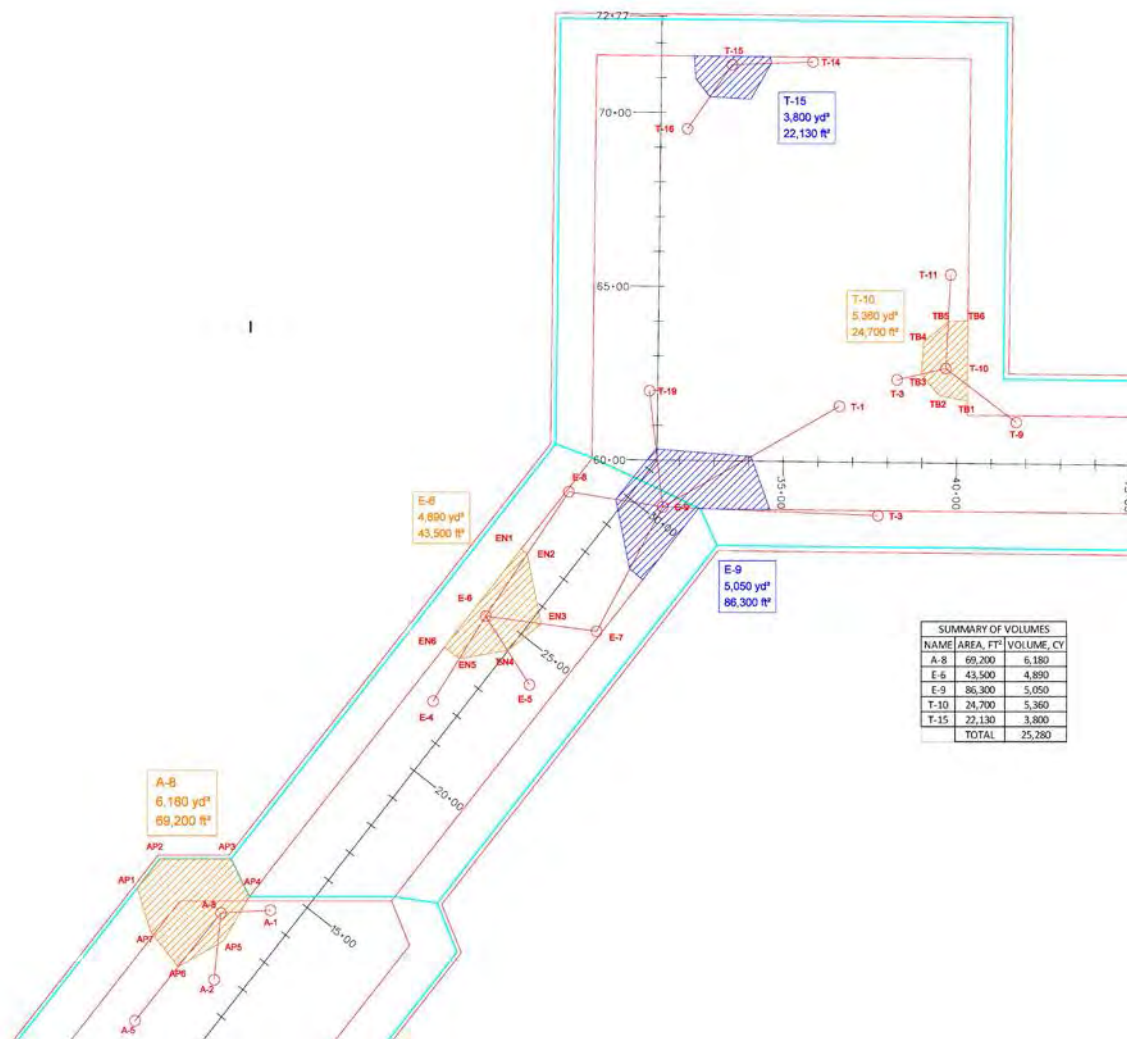 72+77
T-15
T-14
T-15
3,800 yd³
22,130 ft²
70+00
T-16
T-11
65+00
T-10
5,360 yd³
24,700 ft²
TB5
TB6
TB4
T-10
TB3
T-3
TB2
TB1
T-19
T-1
T-9
60+00
35+00
40+00
E-8
30+00
E-9
T-3
E-6
4,890 yd³
43,500 ft²
EN1
EN2
E-9
5,050 yd³
86,300 ft²
E-6
EN3
E-7
EN6
25+00
EN4
EN5
E-5
E-4
SUMMARY OF VOLUMES
NAME AREA, FT² VOLUME, CY
A-8 69,200 6,180
E-6 43,500 4,890
E-9 86,300 5,050
T-10 24,700 5,360
T-15 22,130 3,800
TOTAL 25,280
20+00
A-8
6,180 yd³
69,200 ft²
AP2
AP3
AP1
AP4
A-8
A-1
15+00
AP7
AP5
AP6
A-2
A-5